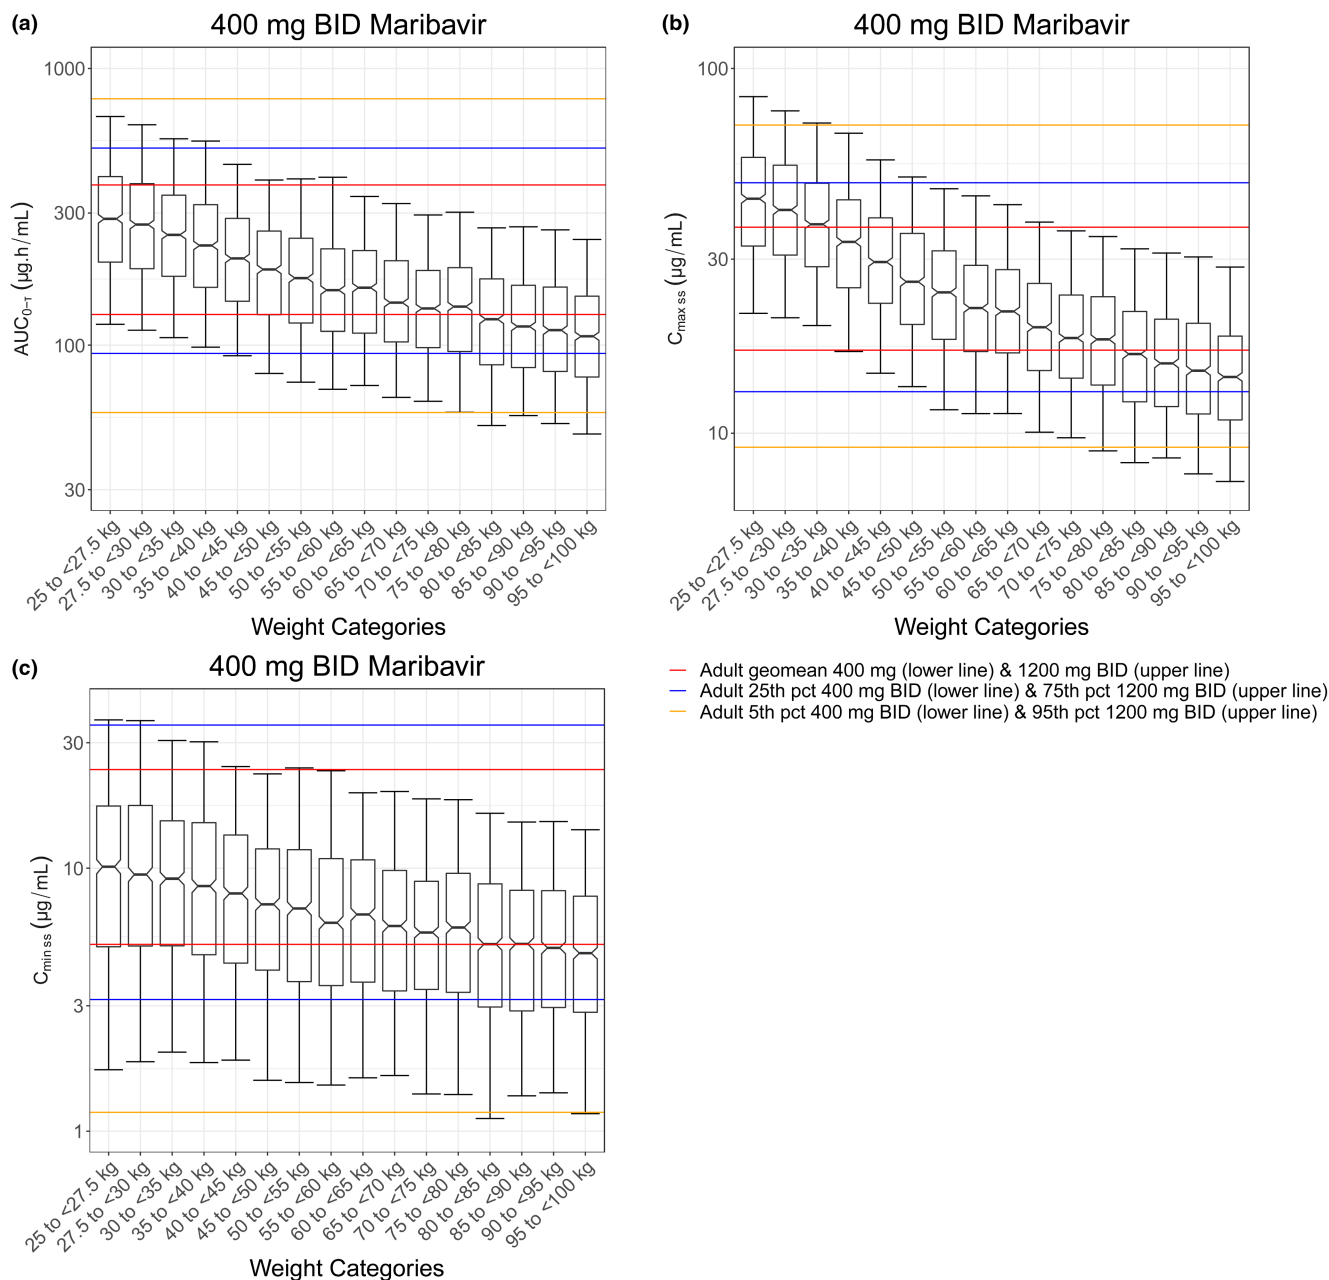 (a)
400 mg BID Maribavir
1000
300
100
30
AUC0−τ (µg.h/mL)
25 to <27.5 kg
27.5 to <30 kg
30 to <35 kg
35 to <40 kg
40 to <45 kg
45 to <50 kg
50 to <55 kg
55 to <60 kg
60 to <65 kg
65 to <70 kg
70 to <75 kg
75 to <80 kg
80 to <85 kg
85 to <90 kg
90 to <95 kg
95 to <100 kg
Weight Categories
(b)
400 mg BID Maribavir
100
30
10
Cmax ss (µg/mL)
25 to <27.5 kg
27.5 to <30 kg
30 to <35 kg
35 to <40 kg
40 to <45 kg
45 to <50 kg
50 to <55 kg
55 to <60 kg
60 to <65 kg
65 to <70 kg
70 to <75 kg
75 to <80 kg
80 to <85 kg
85 to <90 kg
90 to <95 kg
95 to <100 kg
Weight Categories
(c)
400 mg BID Maribavir
30
10
3
1
Cmin ss (µg/mL)
25 to <27.5 kg
27.5 to <30 kg
30 to <35 kg
35 to <40 kg
40 to <45 kg
45 to <50 kg
50 to <55 kg
55 to <60 kg
60 to <65 kg
65 to <70 kg
70 to <75 kg
75 to <80 kg
80 to <85 kg
85 to <90 kg
90 to <95 kg
95 to <100 kg
Weight Categories
Adult geomean 400 mg (lower line) & 1200 mg BID (upper line)
Adult 25th pct 400 mg BID (lower line) & 75th pct 1200 mg BID (upper line)
Adult 5th pct 400 mg BID (lower line) & 95th pct 1200 mg BID (upper line)